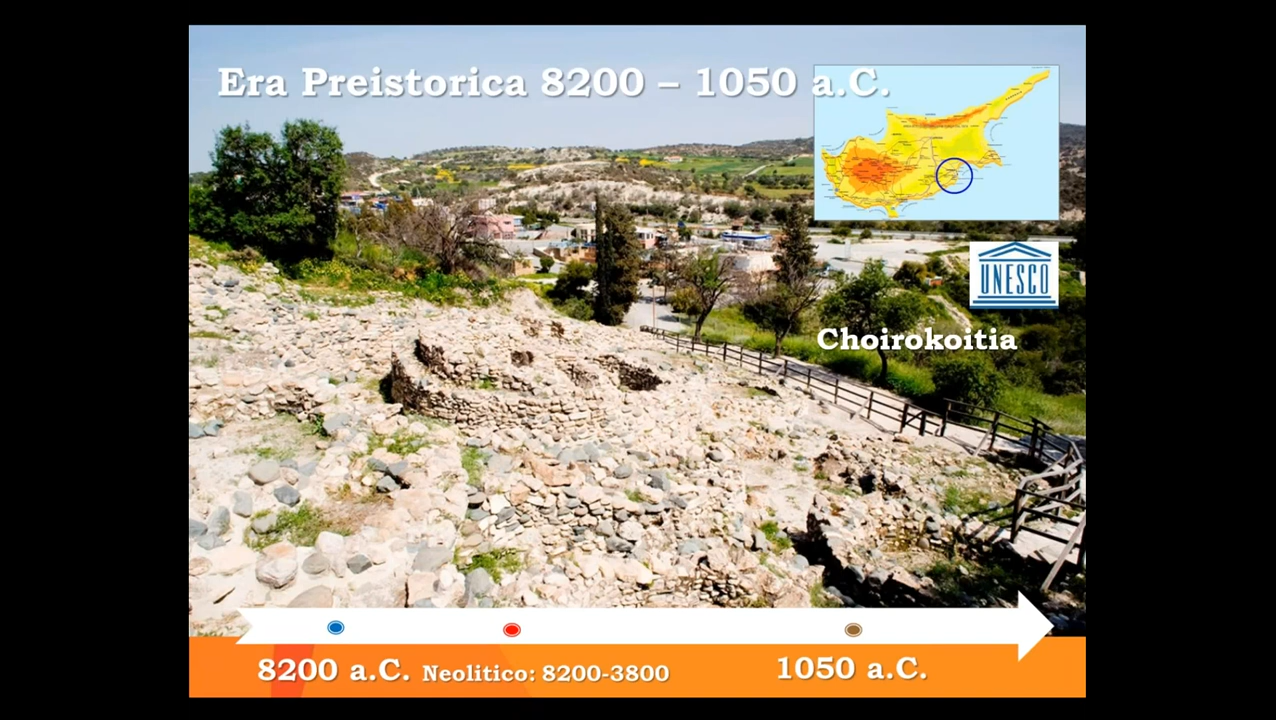 Era Preistorica 8200 – 1050 a.C.
UNESCO
Choirokoitia
8200 a.C. Neolitico: 8200-3800 1050 a.C.